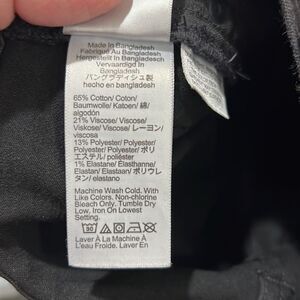 Made In Bangladesh
Fabriqué Au Bangladesh
Hergestellt In Bangladesh
Vervaardigd In
Bangladesh
バングラディシュ製
hecho en bangladesh
65% Cotton/ Coton/
Baumwolle/ Katoen/ 綿/
algodón
21% Viscose/ Viscose/
Viskose/ Viscose/ レーヨン/
viscosa
13% Polyester/ Polyester/
Polyester/ Polyester/ ポリ
エステル/ poliéster
1% Elastane/ Élasthanne/
Elastan/ Elastaan/ ポリウレ
タン/ elastano
Machine Wash Cold. With
Like Colors. Non-chlorine
Bleach Only. Tumble Dry
Low. Iron On Lowest
Setting.
30
Laver À La Machine À
L'eau Froide. Laver En